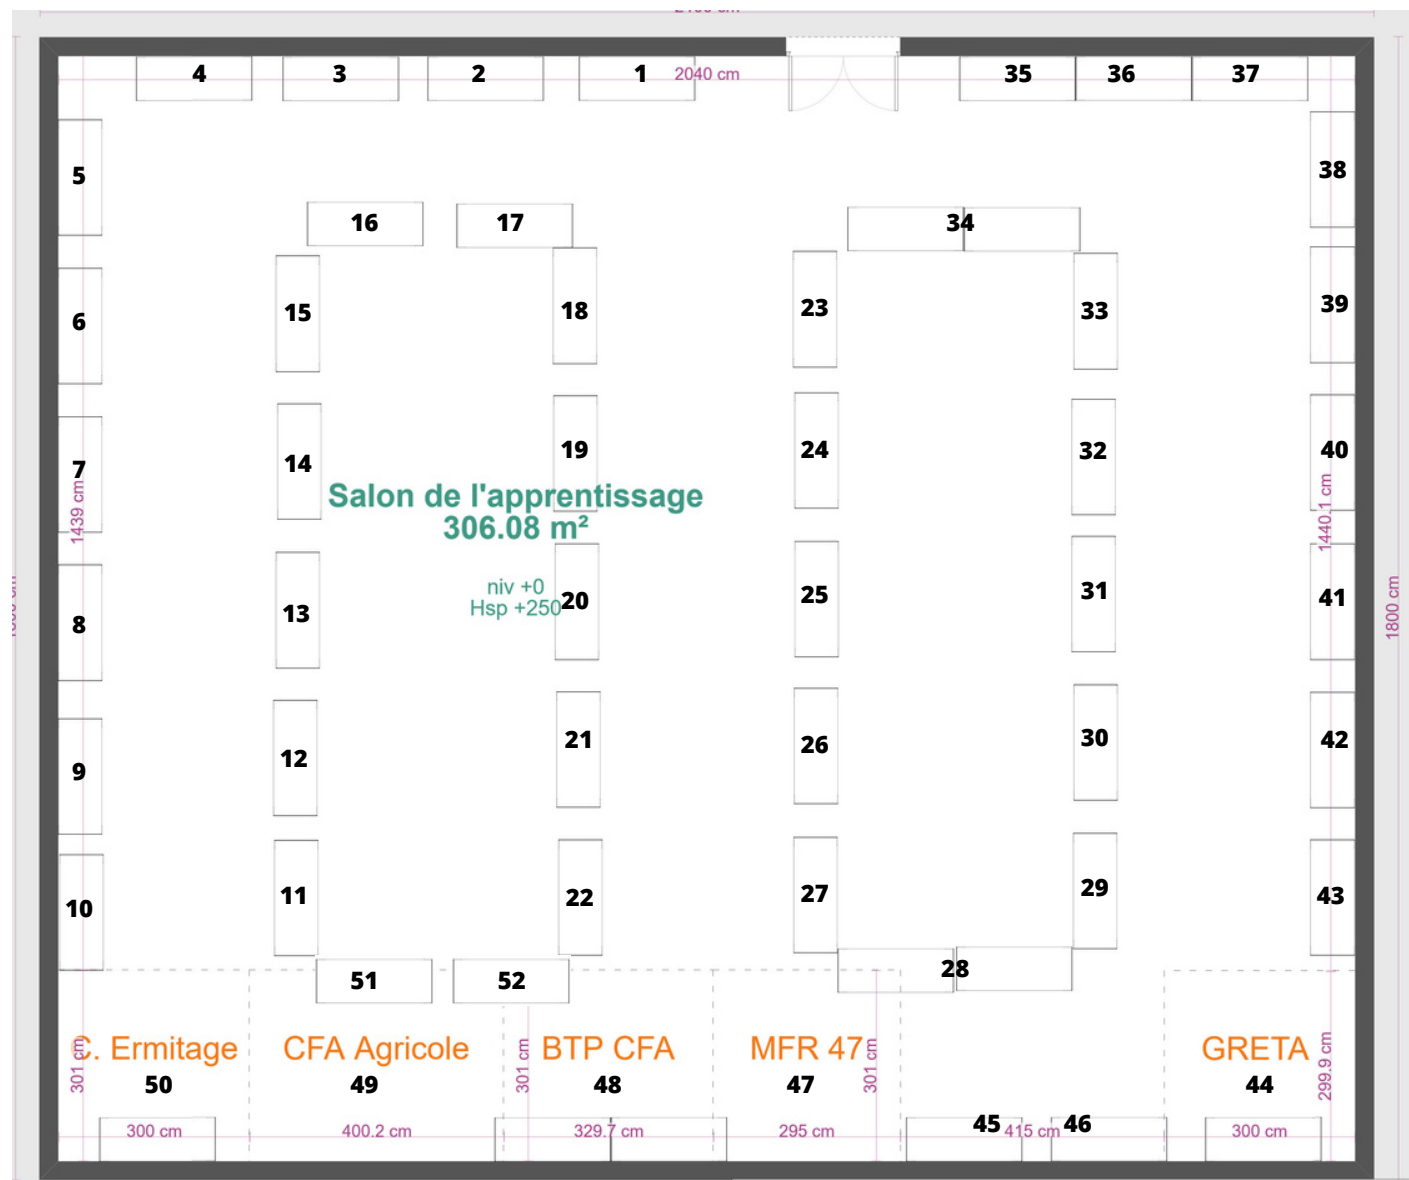 4 3 2 1 2040 cm 35 36 37
5 38
16 17 34
6 15 18 23 33 39
7 14 19 24 32 40
Salon de l'apprentissage
306.08 m²
1439 cm 1440.1 cm
niv +0
Hsp +250
8 13 20 25 31 41 1800 cm
9 12 21 26 30 42
10 11 22 27 29 43
51 52 28
C. Ermitage CFA Agricole BTP CFA MFR 47 GRETA
301 cm 301 cm 301 cm 299.9 cm
50 49 48 47 44
45 46
300 cm 400.2 cm 329.7 cm 295 cm 415 cm 300 cm